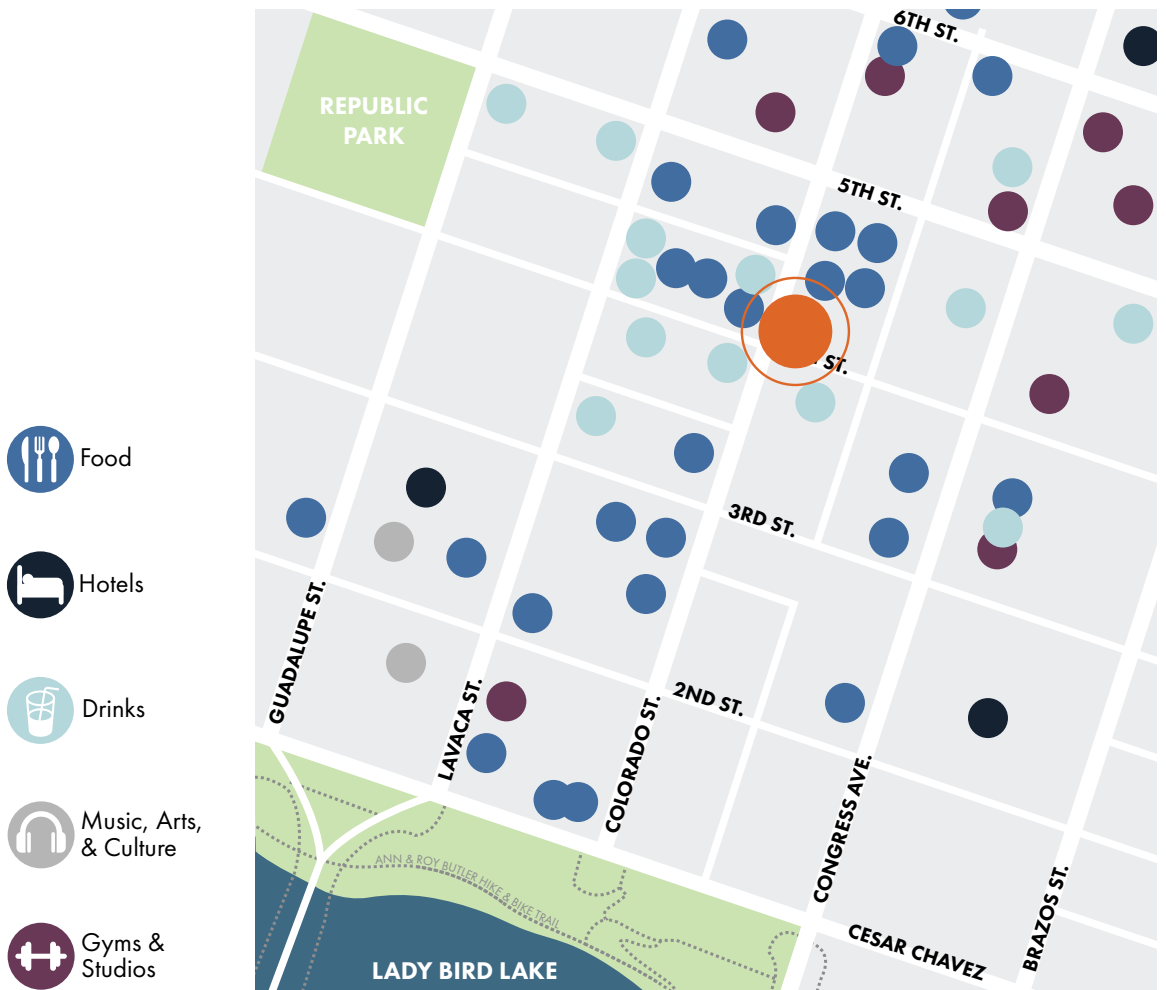 6TH ST.
REPUBLIC
PARK
5TH ST.
ST.
Food
3RD ST.
Hotels
GUADALUPE ST.
LAVACA ST.
2ND ST.
COLORADO ST.
Drinks
CONGRESS AVE.
Music, Arts,
& Culture
ANN & ROY BUTLER HIKE & BIKE TRAIL
BRAZOS ST.
Gyms &
Studios
CESAR CHAVEZ
LADY BIRD LAKE